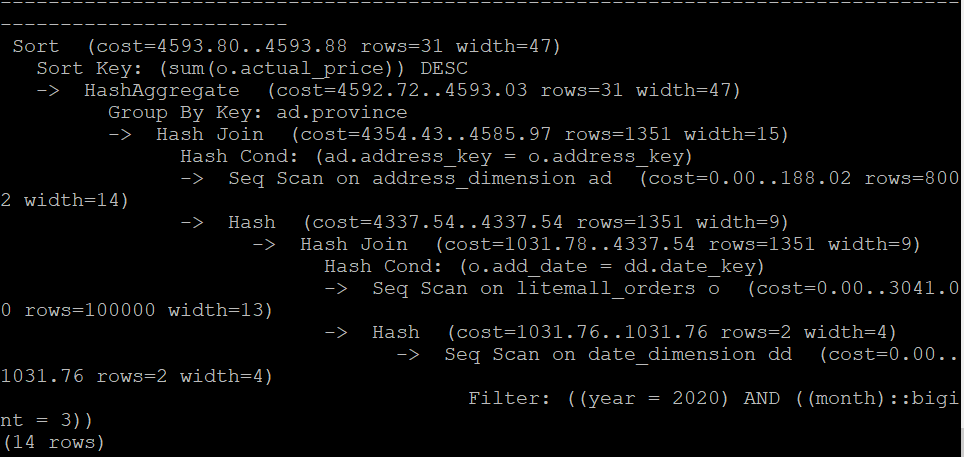 --------------------------------------------------------------------------------
------------------------
 Sort  (cost=4593.80..4593.88 rows=31 width=47)
   Sort Key: (sum(o.actual_price)) DESC
   ->  HashAggregate  (cost=4592.72..4593.03 rows=31 width=47)
         Group By Key: ad.province
         ->  Hash Join  (cost=4354.43..4585.97 rows=1351 width=15)
               Hash Cond: (ad.address_key = o.address_key)
               ->  Seq Scan on address_dimension ad  (cost=0.00..188.02 rows=800
2 width=14)
               ->  Hash  (cost=4337.54..4337.54 rows=1351 width=9)
                     ->  Hash Join  (cost=1031.78..4337.54 rows=1351 width=9)
                           Hash Cond: (o.add_date = dd.date_key)
                           ->  Seq Scan on litemall_orders o  (cost=0.00..3041.0
0 rows=100000 width=13)
                           ->  Hash  (cost=1031.76..1031.76 rows=2 width=4)
                                 ->  Seq Scan on date_dimension dd  (cost=0.00..
1031.76 rows=2 width=4)
                                       Filter: ((year = 2020) AND ((month)::bigi
nt = 3))
(14 rows)